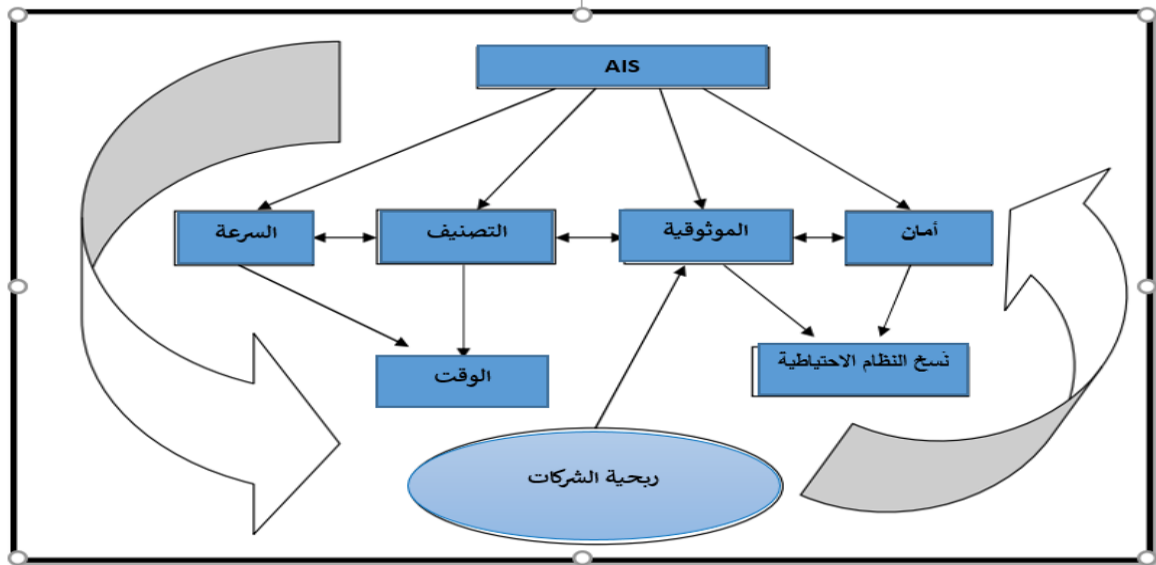 AIS
أمان
الموثوقية
التصنيف
السرعة
نسخ النظام الاحتياطية
الوقت
ربحية الشركات